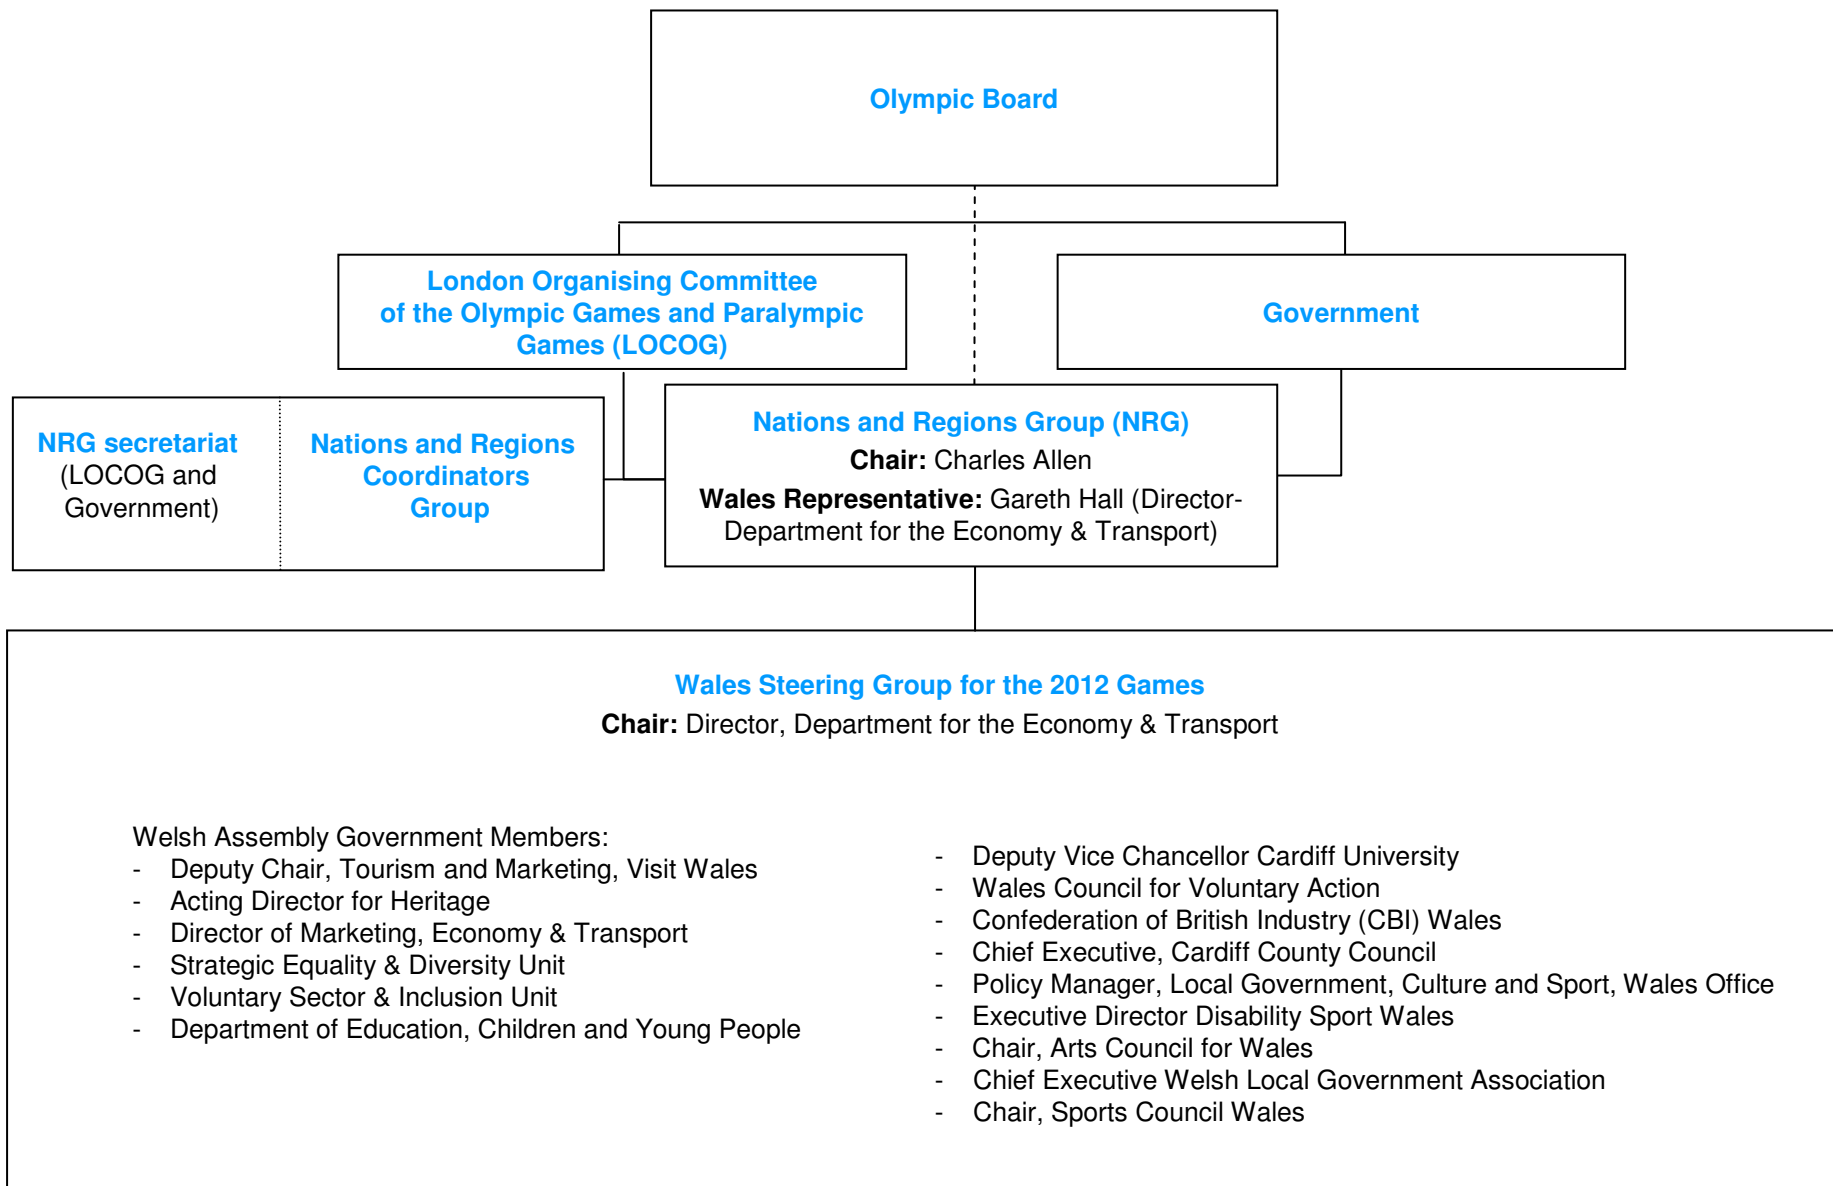 Olympic Board
London Organising Committee
of the Olympic Games and Paralympic
Games (LOCOG)
Government
NRG secretariat
(LOCOG and
Government)
Nations and Regions
Coordinators
Group
Nations and Regions Group (NRG)
Chair: Charles Allen
Wales Representative: Gareth Hall (Director-
Department for the Economy & Transport)
Wales Steering Group for the 2012 Games
Chair: Director, Department for the Economy & Transport
Welsh Assembly Government Members:
- Deputy Chair, Tourism and Marketing, Visit Wales
- Acting Director for Heritage
- Director of Marketing, Economy & Transport
- Strategic Equality & Diversity Unit
- Voluntary Sector & Inclusion Unit
- Department of Education, Children and Young People
- Deputy Vice Chancellor Cardiff University
- Wales Council for Voluntary Action
- Confederation of British Industry (CBI) Wales
- Chief Executive, Cardiff County Council
- Policy Manager, Local Government, Culture and Sport, Wales Office
- Executive Director Disability Sport Wales
- Chair, Arts Council for Wales
- Chief Executive Welsh Local Government Association
- Chair, Sports Council Wales